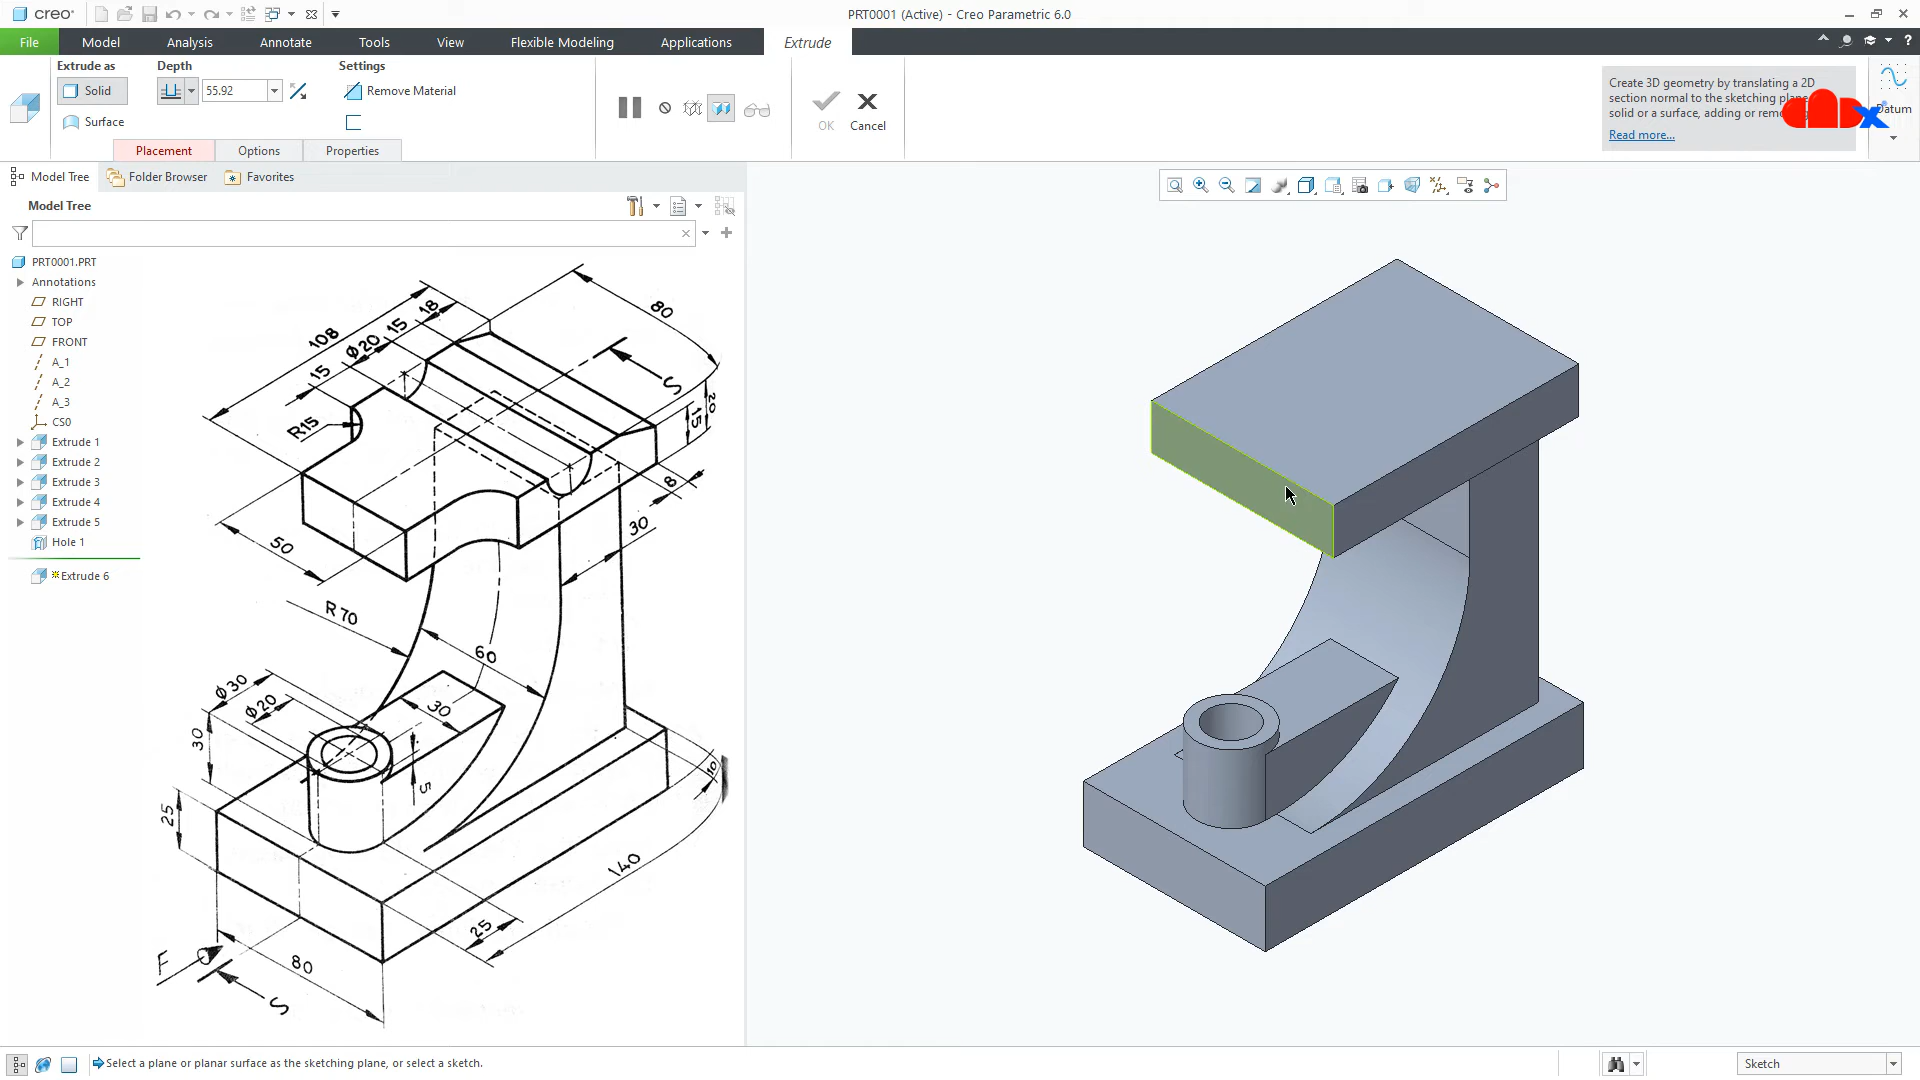 creo
PRT0001 (Active) - Creo Parametric 6.0
File
Model
Analysis
Annotate
Tools
View
Flexible Modeling
Applications
Extrude
Extrude as
Depth
Settings
Solid
55.92
Remove Material
Surface
OK
Cancel
Create 3D geometry by translating a 2D
section normal to the sketching plane
solid or a surface, adding or
Read more...
Datum
Placement
Options
Properties
Model Tree
Folder Browser
Favorites
Model Tree
PRT0001.PRT
Annotations
RIGHT
TOP
FRONT
A_1
A_2
A_3
CS0
Extrude 1
Extrude 2
Extrude 3
Extrude 4
Extrude 5
Hole 1
Extrude 6
80
18
15
108
Φ20
15
S
20
15
R15
8
30
50
R 70
60
Φ30
Φ20
30
30
5
10
25
140
25
F
80
S
Select a plane or planar surface as the sketching plane, or select a sketch.
Sketch